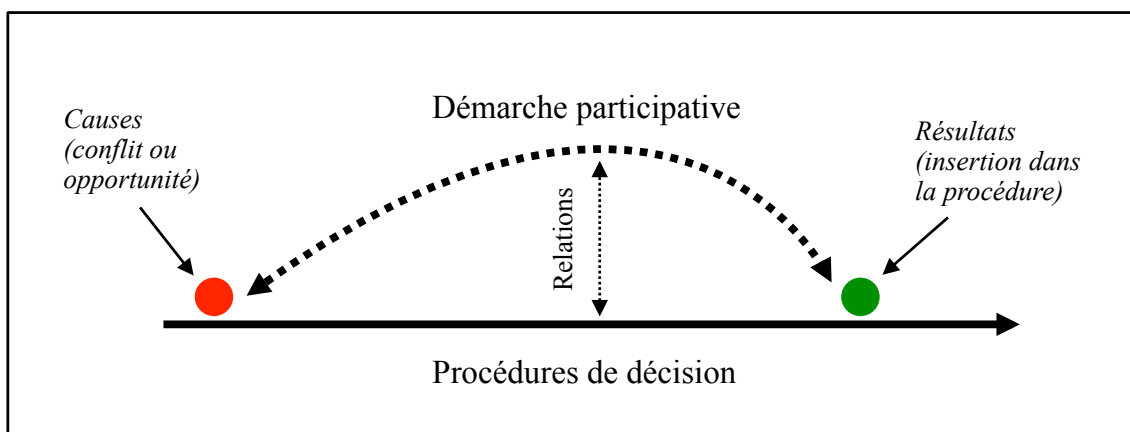 Démarche participative
Causes
(conflit ou
opportunité)
Résultats
(insertion dans
la procédure)
Relations
Procédures de décision